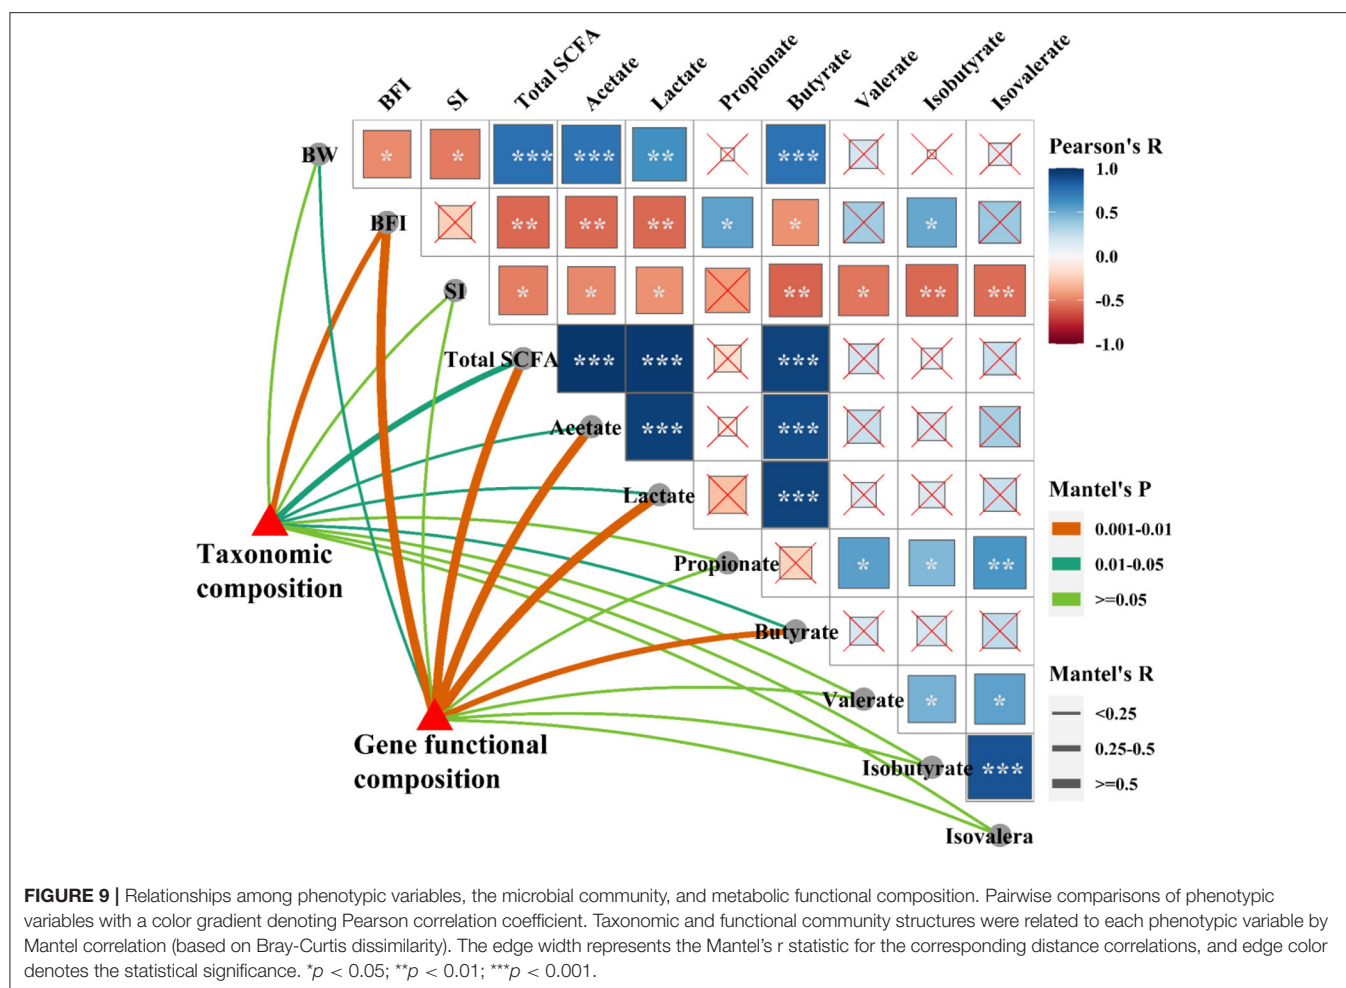 BFI
SI
Total SCFA
Acetate
Lactate
Propionate
Butyrate
Valerate
Isobutyrate
Isovalerate
BW
* * *** *** ** ***
BFI
** ** ** * * *
SI
* * * ** * ** **
Total SCFA
*** *** ***
Acetate
*** ***
Lactate
***
Propionate
* * **
Butyrate
Valerate
* *
Isobutyrate
***
Isovalera
Taxonomic
composition
Gene functional
composition
Pearson's R
1.0
0.5
0.0
-0.5
-1.0
Mantel's P
0.001-0.01
0.01-0.05
>=0.05
Mantel's R
<0.25
0.25-0.5
>=0.5
FIGURE 9 | Relationships among phenotypic variables, the microbial community, and metabolic functional composition. Pairwise comparisons of phenotypic
variables with a color gradient denoting Pearson correlation coefficient. Taxonomic and functional community structures were related to each phenotypic variable by
Mantel correlation (based on Bray-Curtis dissimilarity). The edge width represents the Mantel's r statistic for the corresponding distance correlations, and edge color
denotes the statistical significance. *p < 0.05; **p < 0.01; ***p < 0.001.